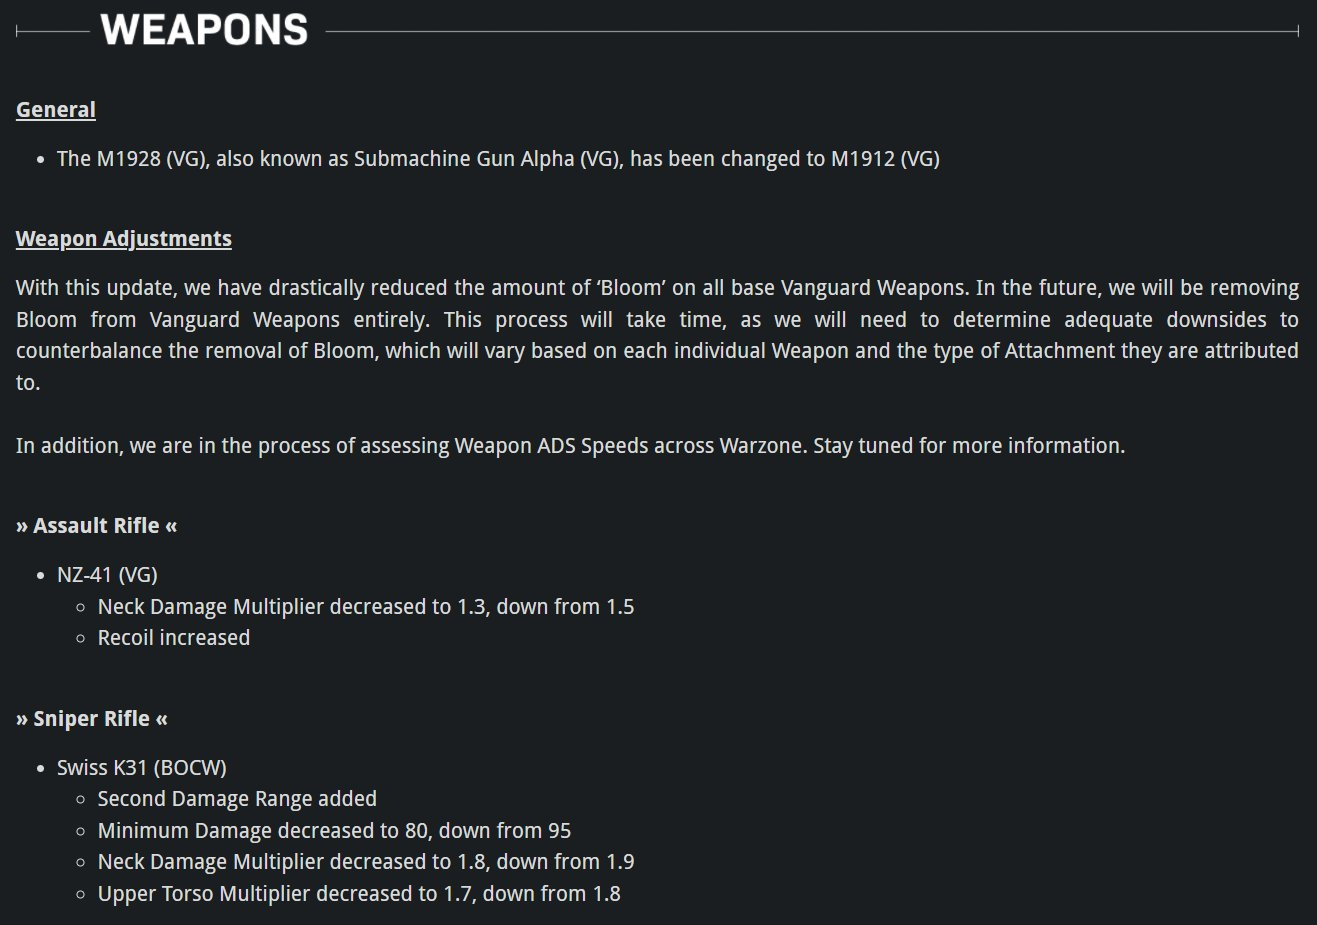 WEAPONS
General
• The M1928 (VG), also known as Submachine Gun Alpha (VG), has been changed to M1912 (VG)
Weapon Adjustments
With this update, we have drastically reduced the amount of ‘Bloom’ on all base Vanguard Weapons. In the future, we will be removing
Bloom from Vanguard Weapons entirely. This process will take time, as we will need to determine adequate downsides to
counterbalance the removal of Bloom, which will vary based on each individual Weapon and the type of Attachment they are attributed
to.
In addition, we are in the process of assessing Weapon ADS Speeds across Warzone. Stay tuned for more information.
» Assault Rifle «
• NZ-41 (VG)
◦ Neck Damage Multiplier decreased to 1.3, down from 1.5
◦ Recoil increased
» Sniper Rifle «
• Swiss K31 (BOCW)
◦ Second Damage Range added
◦ Minimum Damage decreased to 80, down from 95
◦ Neck Damage Multiplier decreased to 1.8, down from 1.9
◦ Upper Torso Multiplier decreased to 1.7, down from 1.8